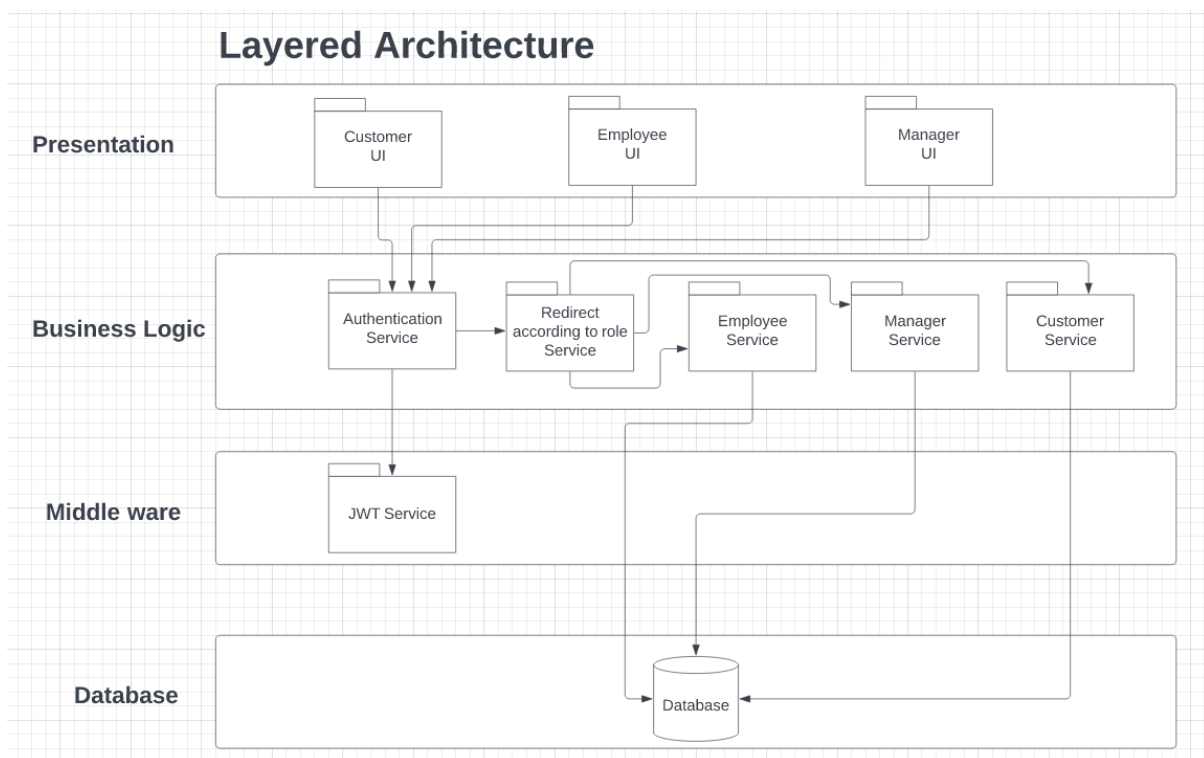 Layered Architecture
Presentation
Customer
UI
Employee
UI
Manager
UI
Business Logic
Authentication
Service
Redirect
according to role
Service
Employee
Service
Manager
Service
Customer
Service
Middle ware
JWT Service
Database
Database